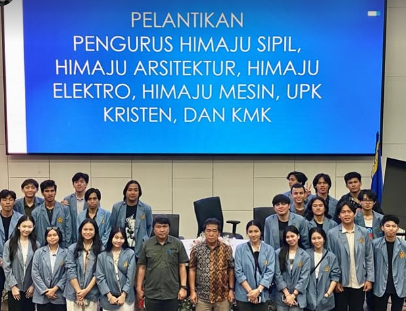 PELANTIKAN
PENGURUS HIMAJU SIPIL,
HIMAJU ARSITEKTUR, HIMAJU
ELEKTRO, HIMAJU MESIN, UPK
KRISTEN, DAN KMK